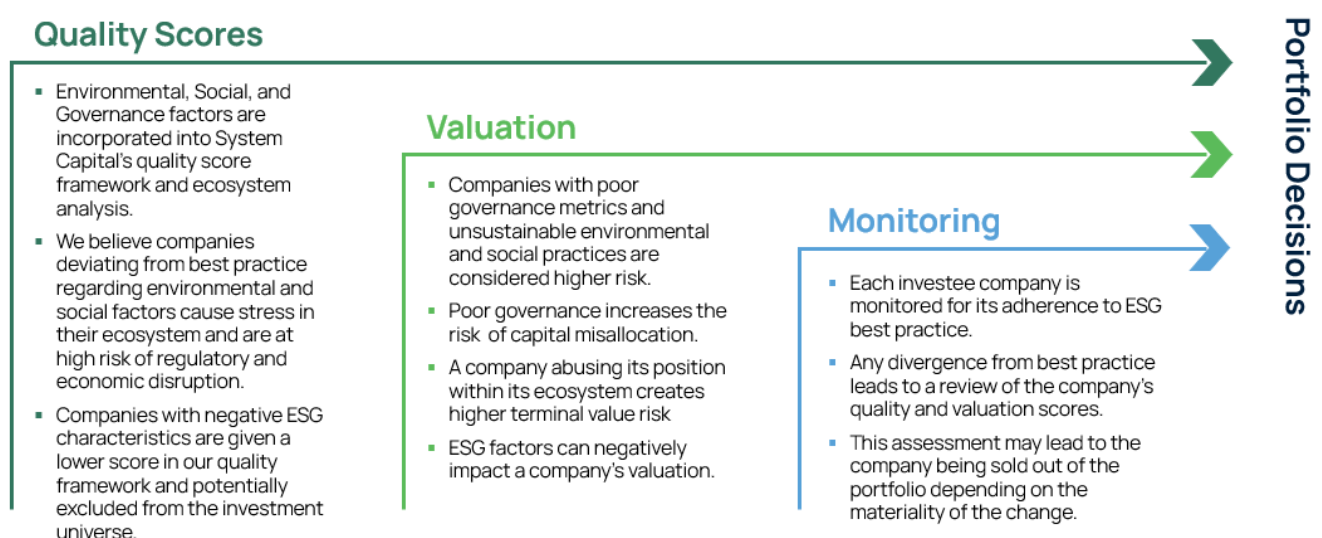 Quality Scores
▪ Environmental, Social, and
Governance factors are
incorporated into System
Capital's quality score
framework and ecosystem
analysis.
▪ We believe companies
deviating from best practice
regarding environmental and
social factors cause stress in
their ecosystem and are at
high risk of regulatory and
economic disruption.
▪ Companies with negative ESG
characteristics are given a
lower score in our quality
framework and potentially
excluded from the investment
universe.
Valuation
▪ Companies with poor
governance metrics and
unsustainable environmental
and social practices are
considered higher risk.
▪ Poor governance increases the
risk of capital misallocation.
▪ A company abusing its position
within its ecosystem creates
higher terminal value risk
▪ ESG factors can negatively
impact a company's valuation.
Monitoring
▪ Each investee company is
monitored for its adherence to ESG
best practice.
▪ Any divergence from best practice
leads to a review of the company's
quality and valuation scores.
▪ This assessment may lead to the
company being sold out of the
portfolio depending on the
materiality of the change.
Portfolio Decisions